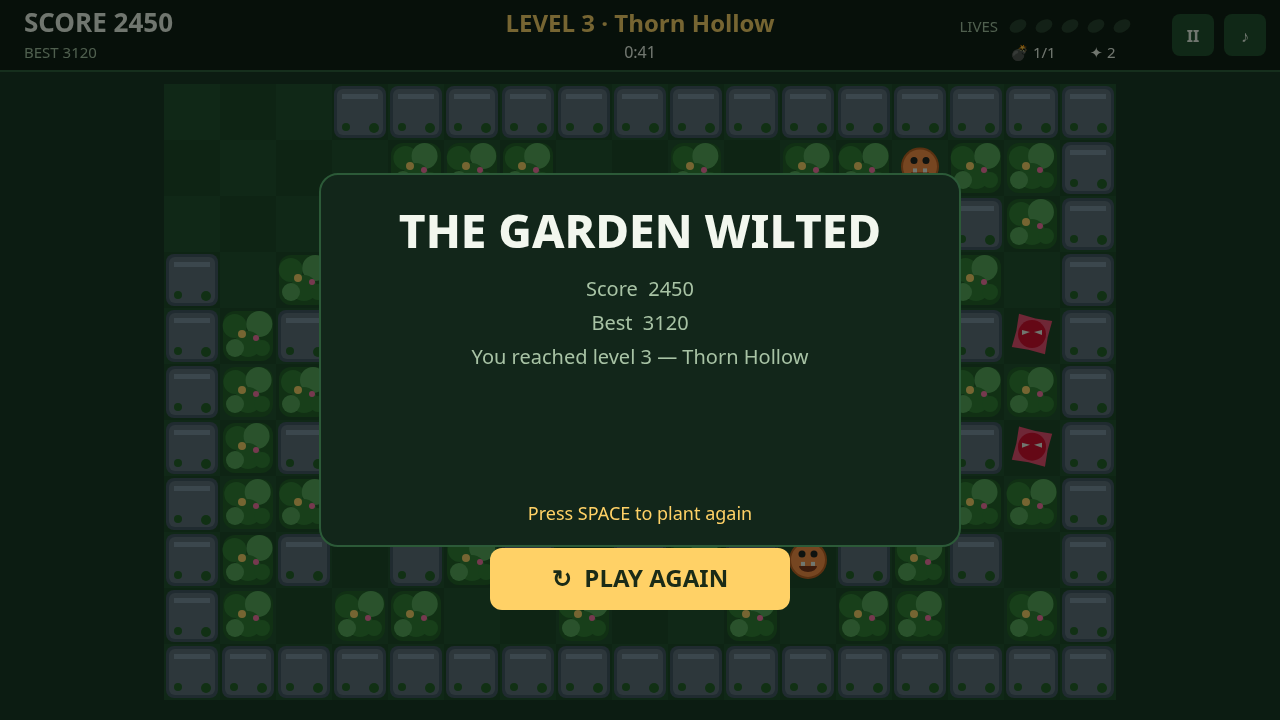 SCORE 2450
BEST 3120
LEVEL 3 · Thorn Hollow
0:41
LIVES
1/1
2
THE GARDEN WILTED
Score 2450
Best 3120
You reached level 3 — Thorn Hollow
Press SPACE to plant again
PLAY AGAIN